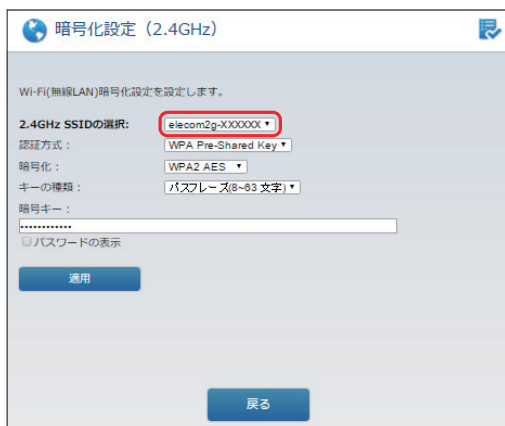 暗号化設定（2.4GHz）
Wi-Fi(無線LAN)暗号化設定を設定します。
2.4GHz SSIDの選択: elecom2g-XXXXXX
認証方式： WPA Pre-Shared Key
暗号化： WPA2 AES
キーの種類： パスフレーズ(8~63 文字)
暗号キー：
••••••••••••
パスワードの表示
適用
戻る